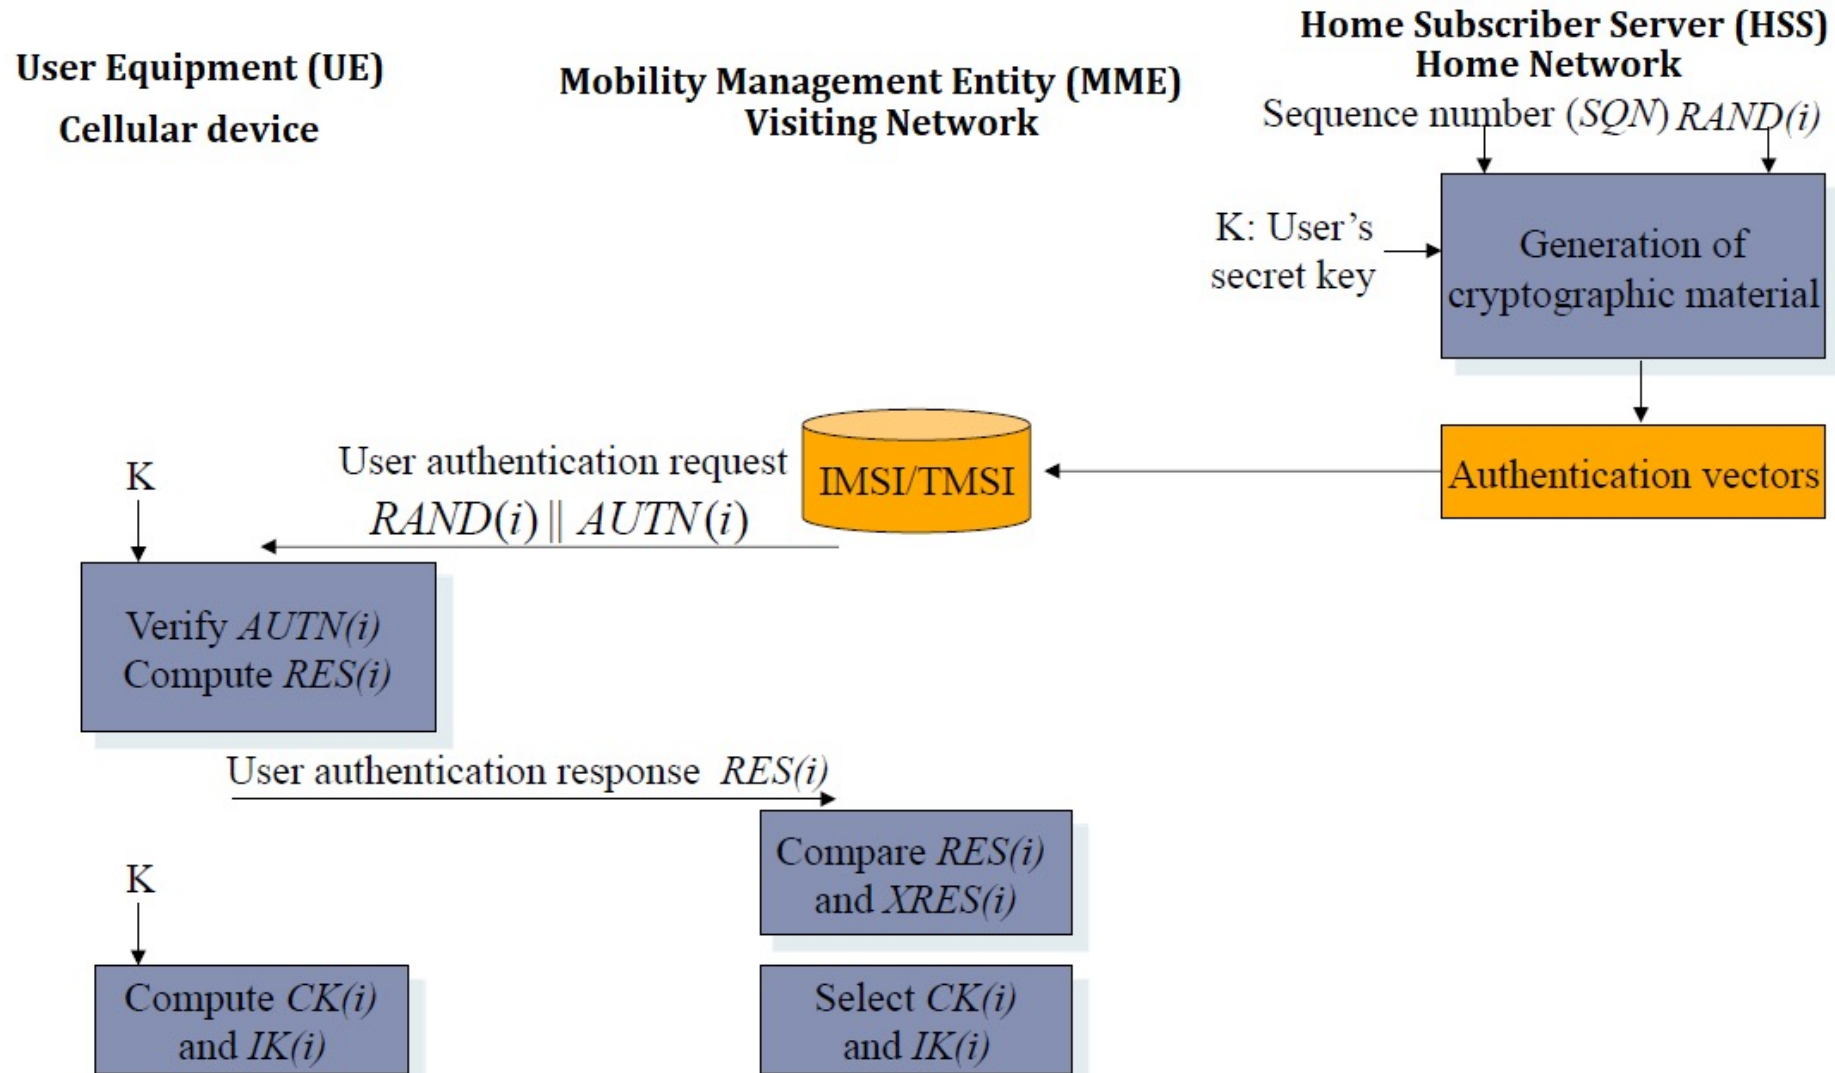 User Equipment (UE)
Cellular device
Mobility Management Entity (MME)
Visiting Network
Home Subscriber Server (HSS)
Home Network
Sequence number (SQN) RAND(i)
K: User’s
secret key
Generation of
cryptographic material
Authentication vectors
IMSI/TMSI
User authentication request
RAND(i) || AUTN(i)
K
Verify AUTN(i)
Compute RES(i)
User authentication response RES(i)
Compare RES(i)
and XRES(i)
K
Compute CK(i)
and IK(i)
Select CK(i)
and IK(i)